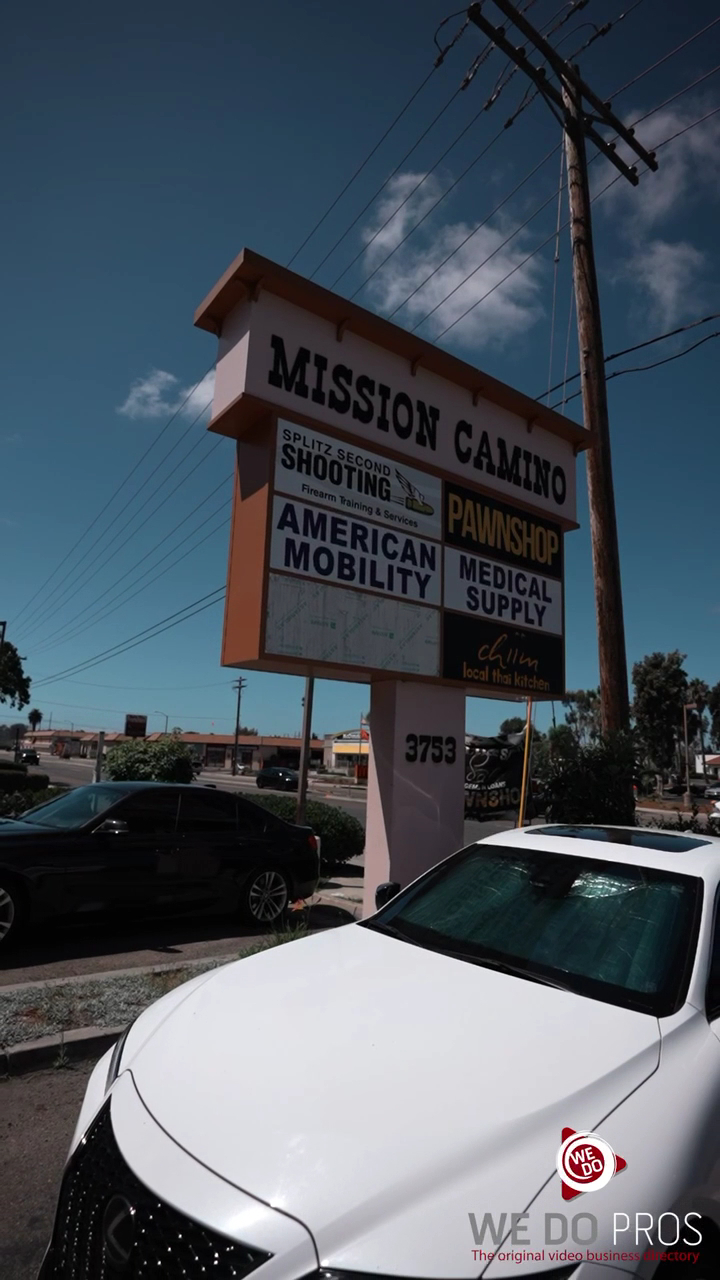 MISSION CAMINO
SPLITZ SECOND
SHOOTING
Firearm Training & Services
PAWNSHOP
AMERICAN
MOBILITY
MEDICAL
SUPPLY
chiim
local thai kitchen
3753
WE
DO
WE DO PROS
The original video business directory